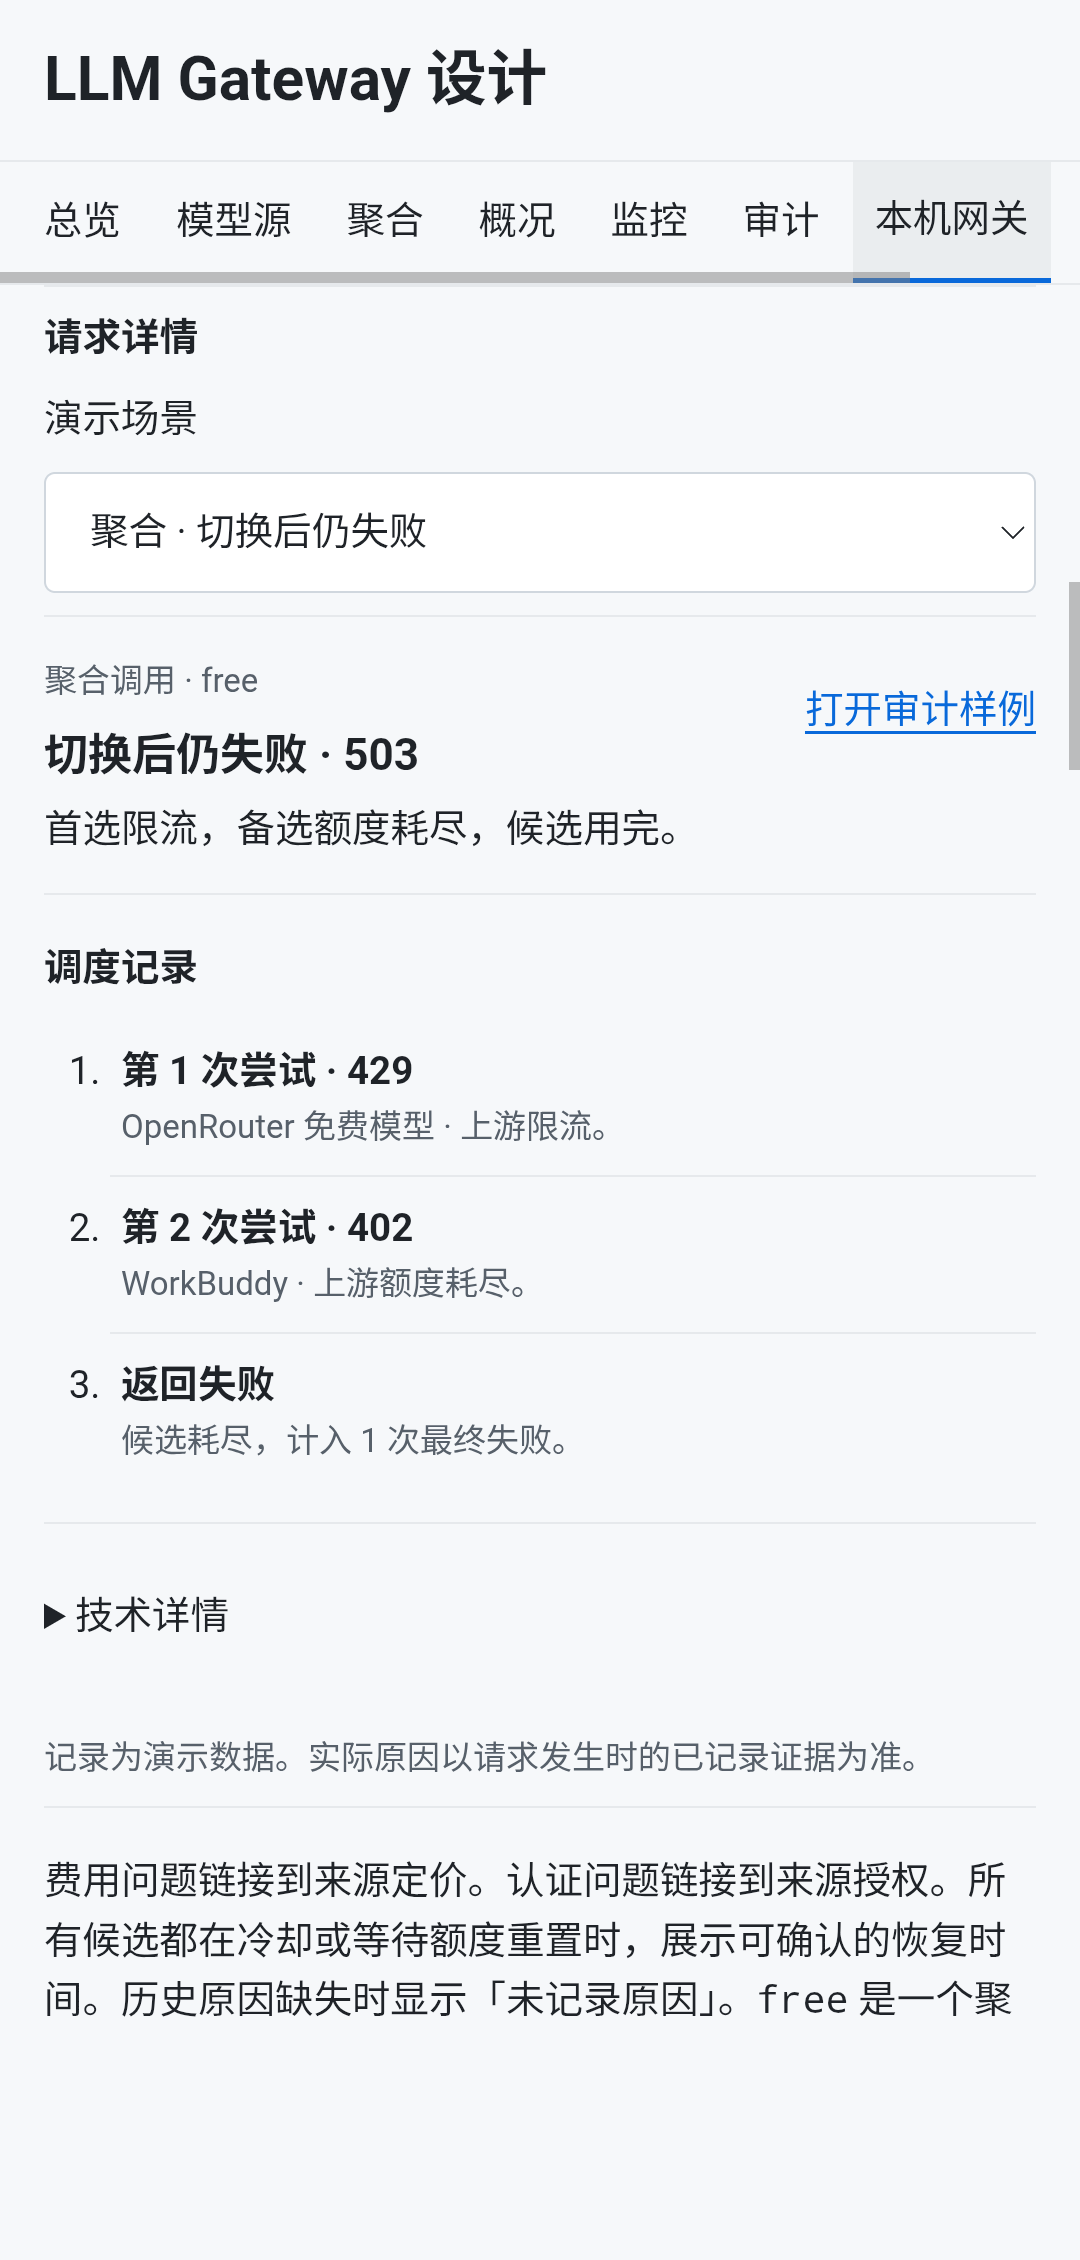 LLM Gateway 设计
总览 模型源 聚合 概况 监控 审计 本机网关
请求详情
演示场景
聚合 · 切换后仍失败
聚合调用 · free
打开审计样例
切换后仍失败 · 503
首选限流，备选额度耗尽，候选用完。
调度记录
1. 第 1 次尝试 · 429
OpenRouter 免费模型 · 上游限流。
2. 第 2 次尝试 · 402
WorkBuddy · 上游额度耗尽。
3. 返回失败
候选耗尽，计入 1 次最终失败。
技术详情
记录为演示数据。实际原因以请求发生时的已记录证据为准。
费用问题链接到来源定价。认证问题链接到来源授权。所
有候选都在冷却或等待额度重置时，展示可确认的恢复时
间。历史原因缺失时显示「未记录原因」。free 是一个聚